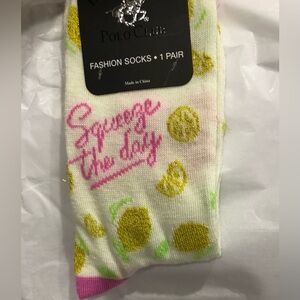 POLO CLUB
FASHION SOCKS • 1 PAIR
Made in China
Squeeze
the day